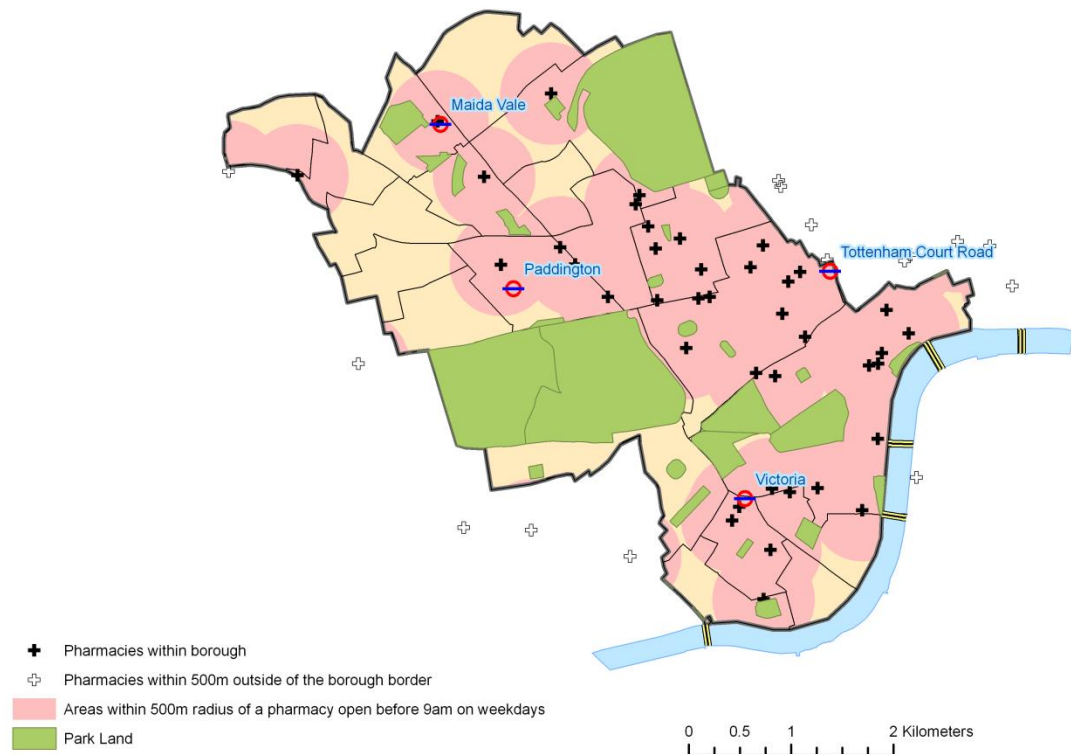 Maida Vale
Tottenham Court Road
Paddington
Victoria
Pharmacies within borough
Pharmacies within 500m outside of the borough border
Areas within 500m radius of a pharmacy open before 9am on weekdays
Park Land
0 0.5 1 2 Kilometers